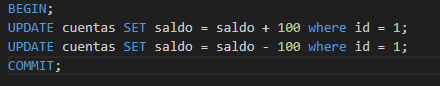 BEGIN;
UPDATE cuentas SET saldo = saldo + 100 where id = 1;
UPDATE cuentas SET saldo = saldo - 100 where id = 1;
COMMIT;